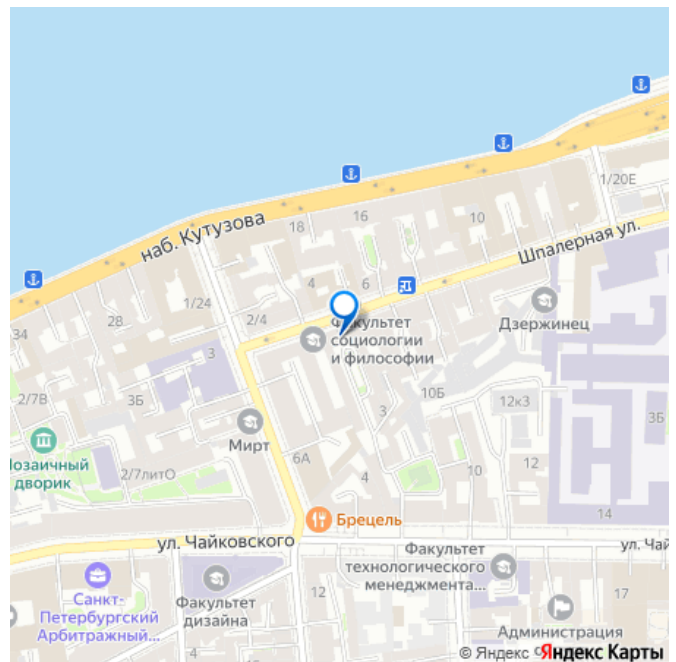 1/20Е
наб. Кутузова
18
16
10
Шпалерная ул.
4
6
28
1/24
2/4
34
Факультет
социологии
и философии
Дзержинец
3
2/7В
3Б
10Б
12к3
3
3Б
Мирт
Мозаичный
дворик
2/7литО
6А
4
10
12
14
Брецель
ул. Чайковского
ул. Чай
Факультет
технологического
менеджмента...
Санкт-
Петербургский
Арбитражный...
Факультет
дизайна
12
17
Администрация
© Яндекс
Яндекс Карты